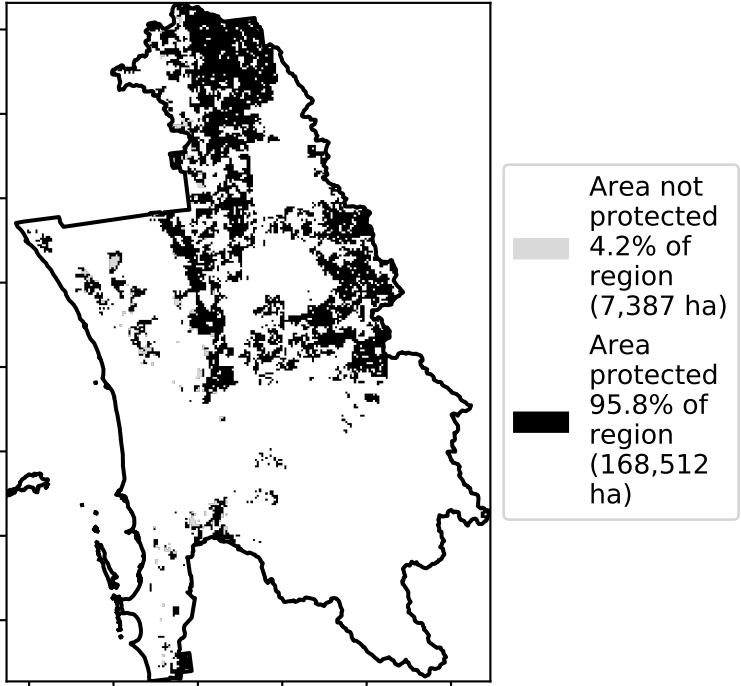 Area not
protected
4.2% of
region
(7,387 ha)
Area
protected
95.8% of
region
(168,512
ha)